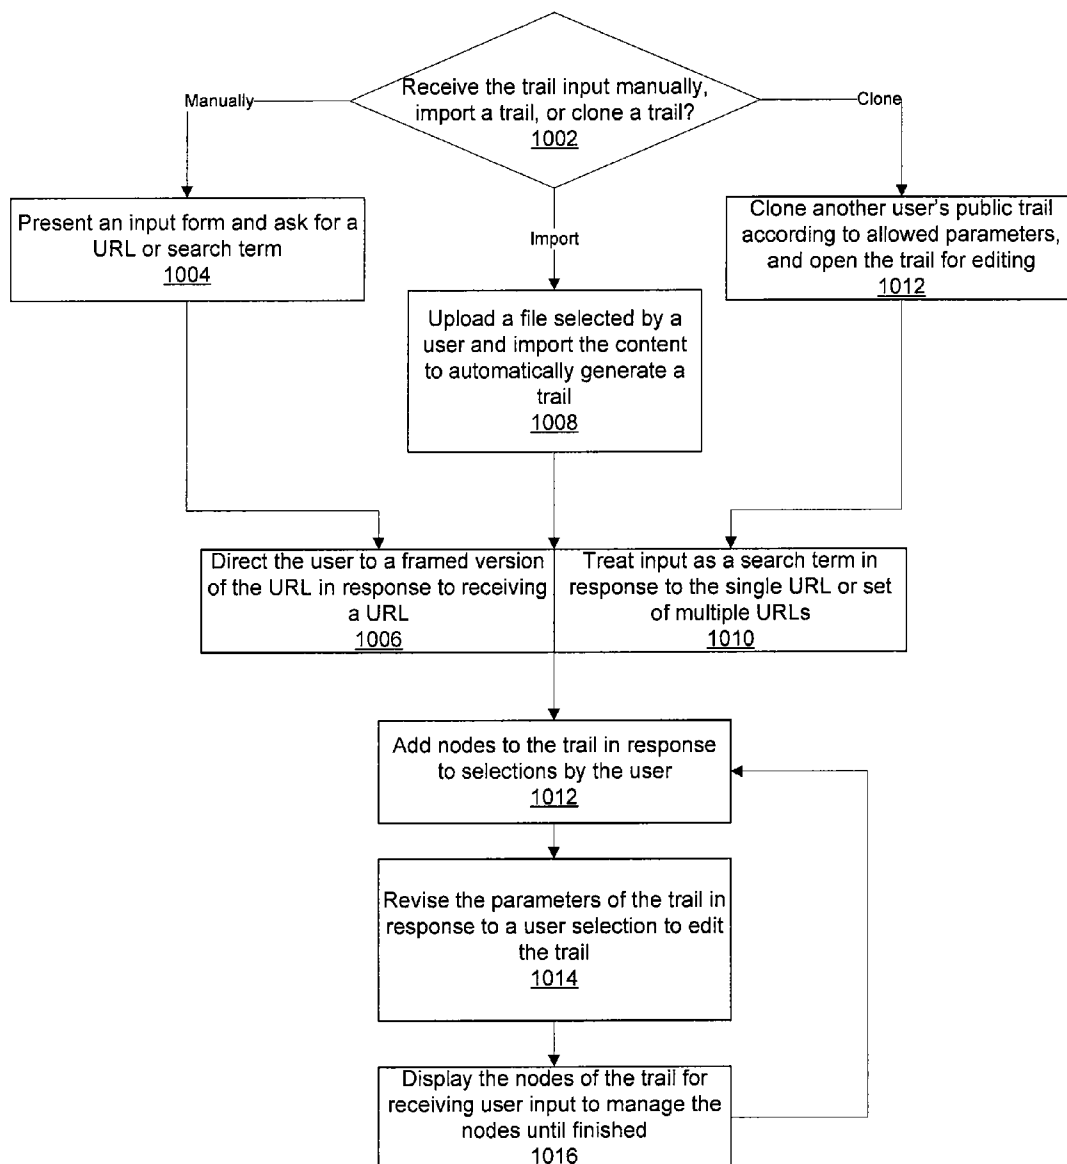 Receive the trail input manually,
import a trail, or clone a trail?
1002
Manually
Clone
Import
Present an input form and ask for a
URL or search term
1004
Clone another user's public trail
according to allowed parameters,
and open the trail for editing
1012
Upload a file selected by a
user and import the content
to automatically generate a
trail
1008
Direct the user to a framed version
of the URL in response to receiving
a URL
1006
Treat input as a search term in
response to the single URL or set
of multiple URLs
1010
Add nodes to the trail in response
to selections by the user
1012
Revise the parameters of the trail in
response to a user selection to edit
the trail
1014
Display the nodes of the trail for
receiving user input to manage the
nodes until finished
1016